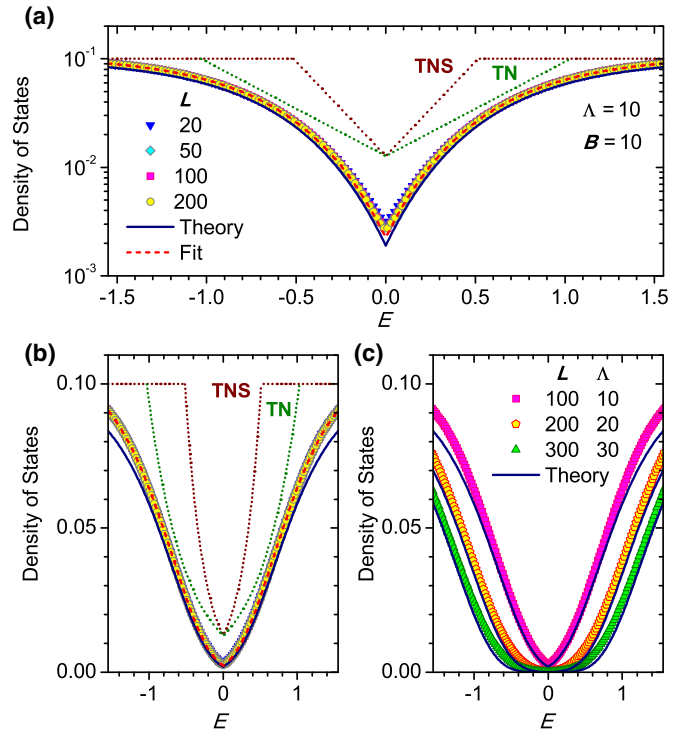 (a)
10⁻¹
10⁻²
10⁻³
Density of States
TNS
TN
L
20
50
100
200
Theory
Fit
Λ = 10
B = 10
-1.5 -1.0 -0.5 0.0 0.5 1.0 1.5
E
(b)
0.10
0.05
0.00
Density of States
TNS
TN
-1 0 1
E
(c)
0.10
0.05
0.00
Density of States
L Λ
100 10
200 20
300 30
Theory
-1 0 1
E